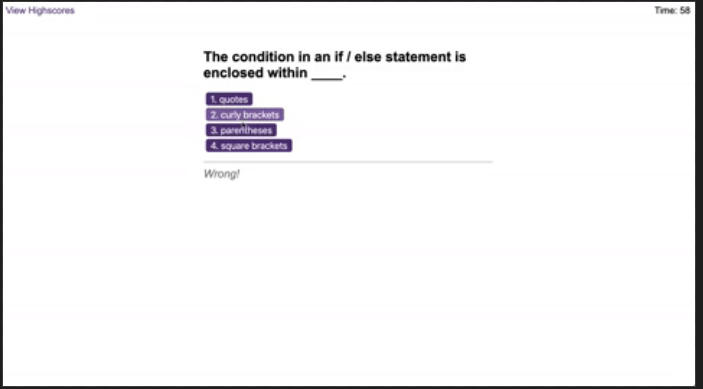 View Highscores
Time: 58
The condition in an if / else statement is
enclosed within ____.
1. quotes
2. curly brackets
3. parentheses
4. square brackets
Wrong!